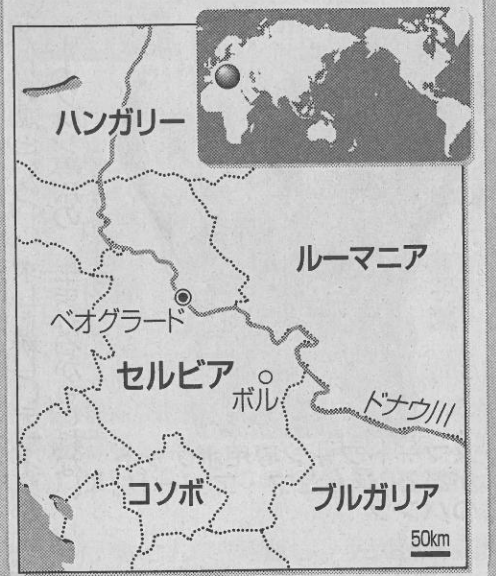 ハンガリー
ルーマニア
ベオグラード
セルビア
ボル
ドナウ川
コソボ
ブルガリア
50km